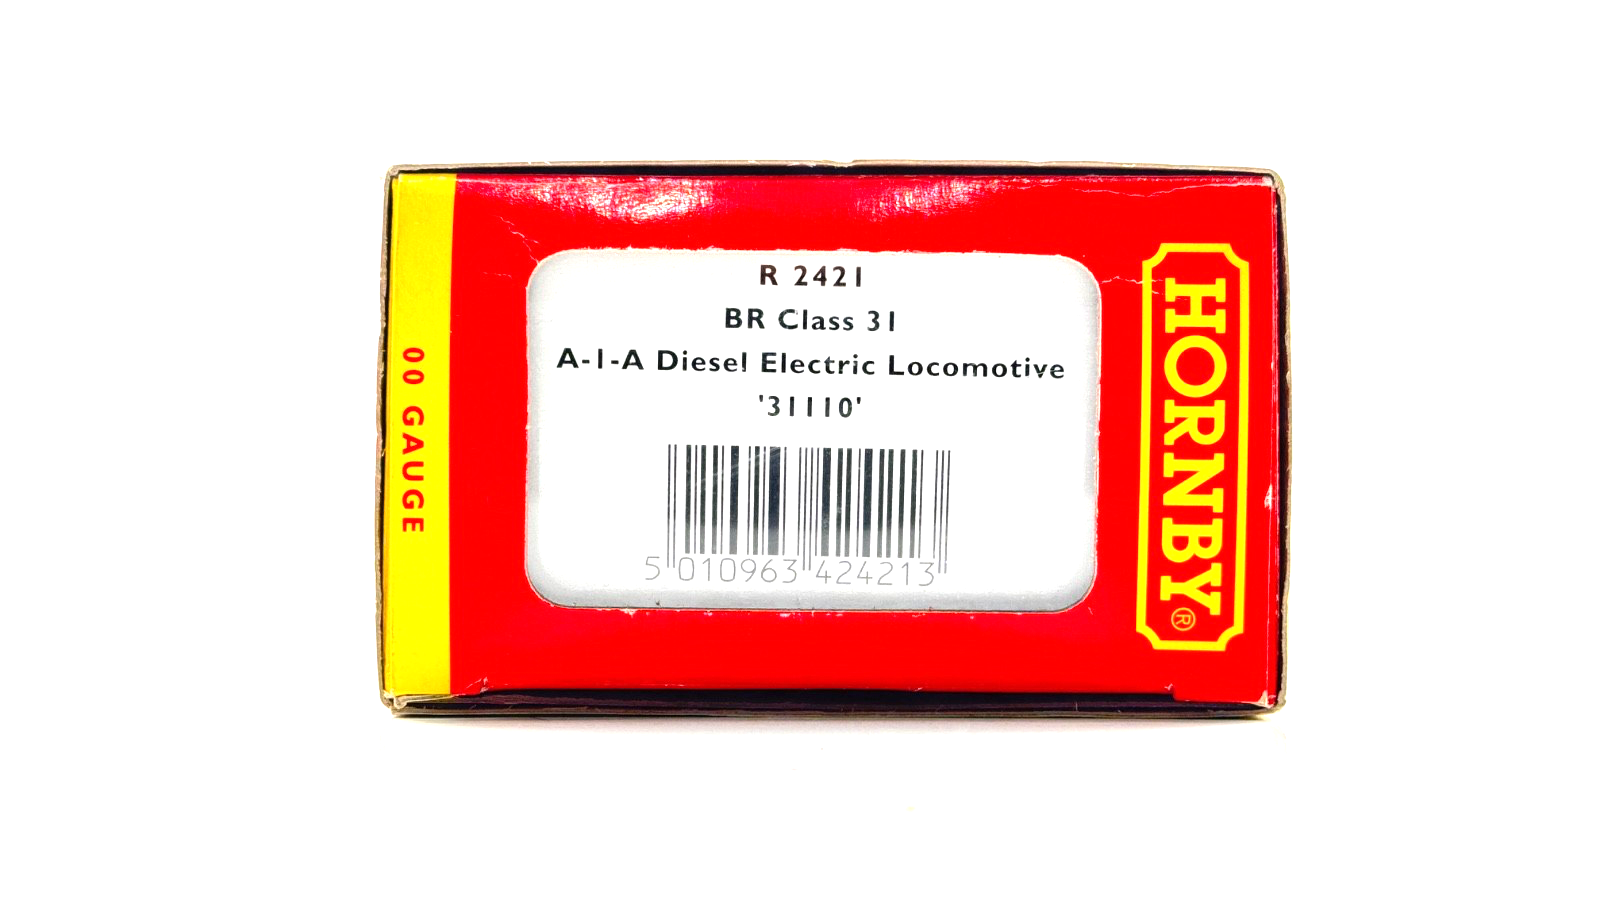 R 2421
BR Class 31
A-1-A Diesel Electric Locomotive
'31110'
5 010963 424213
00 GAUGE
HORNBY®